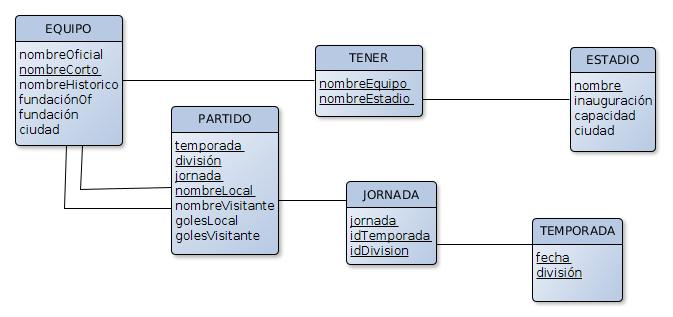 EQUIPO
nombreOficial
nombreCorto
nombreHistorico
fundaciónOf
fundación
ciudad
TENER
nombreEquipo
nombreEstadio
ESTADIO
nombre
inauguración
capacidad
ciudad
PARTIDO
temporada
división
jornada
nombreLocal
nombreVisitante
golesLocal
golesVisitante
JORNADA
jornada
idTemporada
idDivision
TEMPORADA
fecha
división